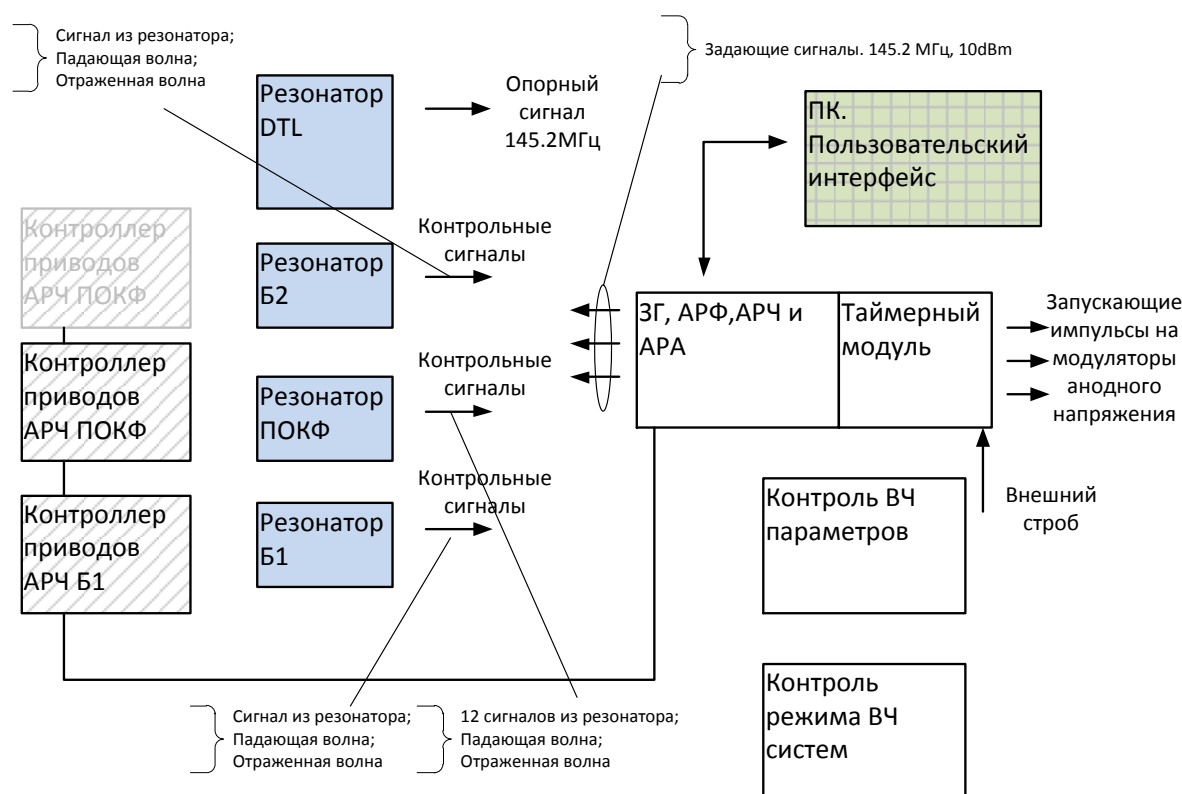 Сигнал из резонатора;
Падающая волна;
Отраженная волна
Задающие сигналы. 145.2 МГц, 10dBm
Резонатор
DTL
Опорный
сигнал
145.2МГц
ПК.
Пользовательский
интерфейс
Контроллер
приводов
АРЧ ПОКФ
Резонатор
Б2
Контрольные
сигналы
ЗГ, АРФ,АРЧ и
АРА
Таймерный
модуль
Запускающие
импульсы на
модуляторы
анодного
напряжения
Контроллер
приводов
АРЧ ПОКФ
Резонатор
ПОКФ
Контрольные
сигналы
Контроллер
приводов
АРЧ Б1
Резонатор
Б1
Контрольные
сигналы
Контроль ВЧ
параметров
Внешний
строб
Контроль
режима ВЧ
систем
Сигнал из резонатора;
Падающая волна;
Отраженная волна
12 сигналов из резонатора;
Падающая волна;
Отраженная волна